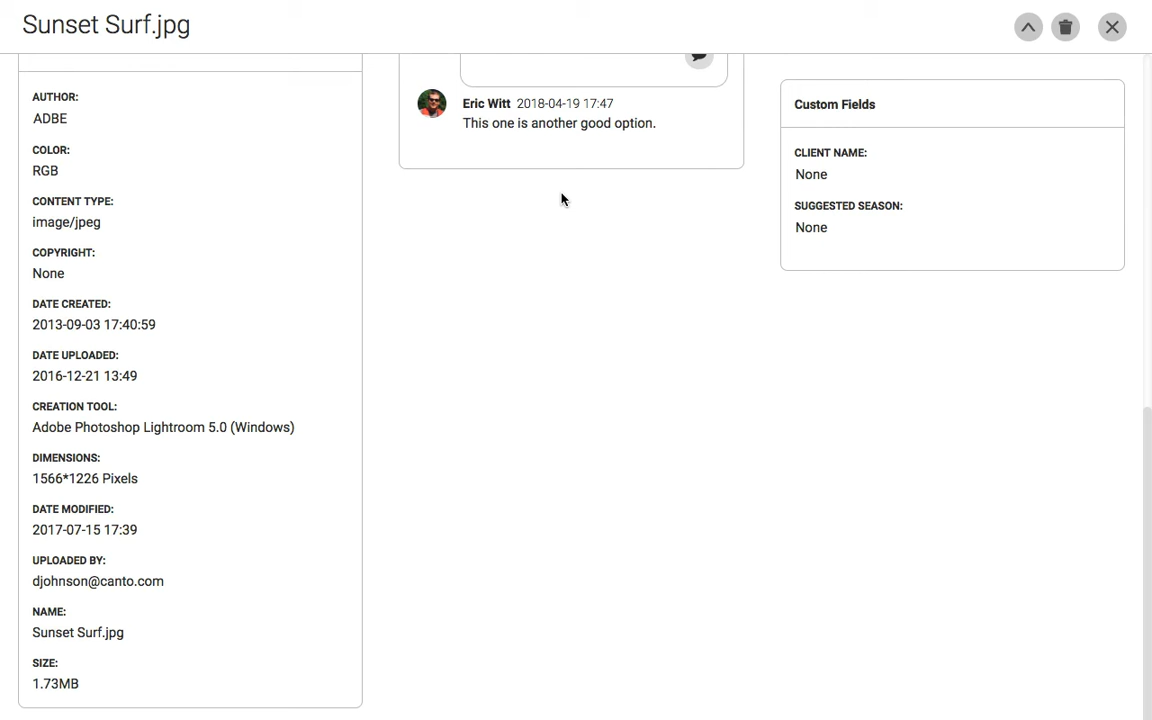 Sunset Surf.jpg
AUTHOR:
ADBE
COLOR:
RGB
CONTENT TYPE:
image/jpeg
COPYRIGHT:
None
DATE CREATED:
2013-09-03 17:40:59
DATE UPLOADED:
2016-12-21 13:49
CREATION TOOL:
Adobe Photoshop Lightroom 5.0 (Windows)
DIMENSIONS:
1566*1226 Pixels
DATE MODIFIED:
2017-07-15 17:39
UPLOADED BY:
djohnson@canto.com
NAME:
Sunset Surf.jpg
SIZE:
1.73MB
Eric Witt 2018-04-19 17:47
This one is another good option.
Custom Fields
CLIENT NAME:
None
SUGGESTED SEASON:
None